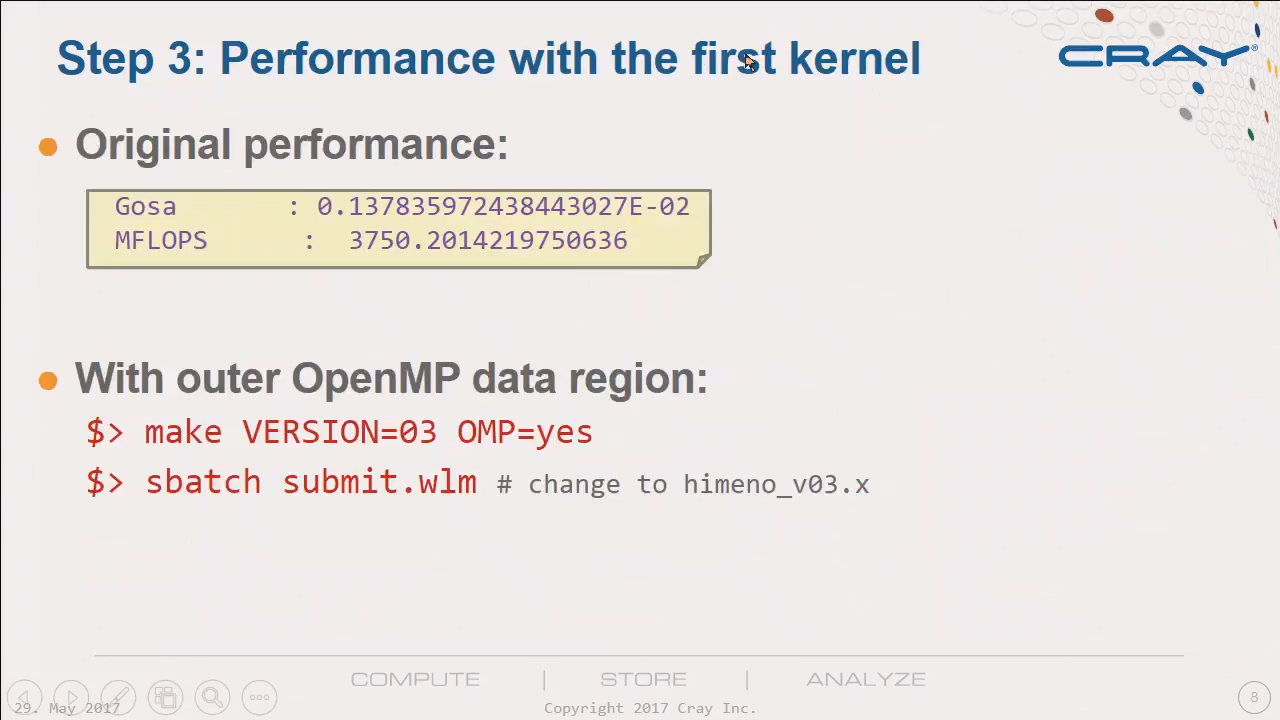 Step 3: Performance with the first kernel
CRAY®
Original performance:
Gosa : 0.137835972438443027E-02
MFLOPS : 3750.2014219750636
With outer OpenMP data region:
$> make VERSION=03 OMP=yes
$> sbatch submit.wlm # change to himeno_v03.x
COMPUTE | STORE | ANALYZE
29. May 2017
Copyright 2017 Cray Inc.
8